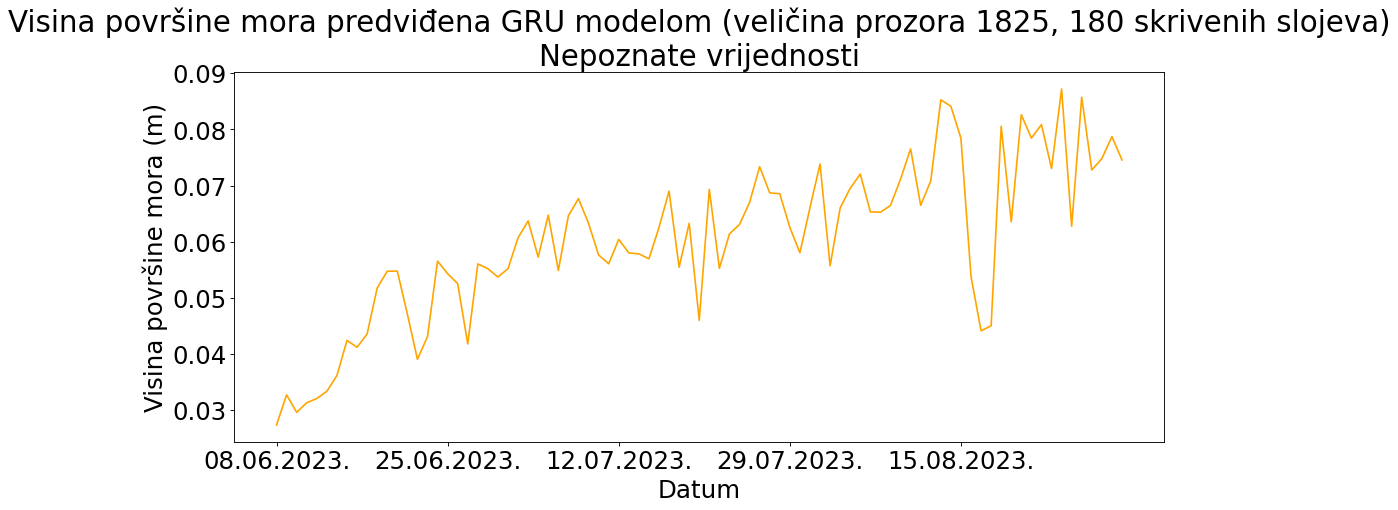 Visina površine mora predviđena GRU modelom (veličina prozora 1825, 180 skrivenih slojeva)
Nepoznate vrijednosti
Visina površine mora (m)
0.09
0.08
0.07
0.06
0.05
0.04
0.03
08.06.2023. 25.06.2023. 12.07.2023. 29.07.2023. 15.08.2023.
Datum